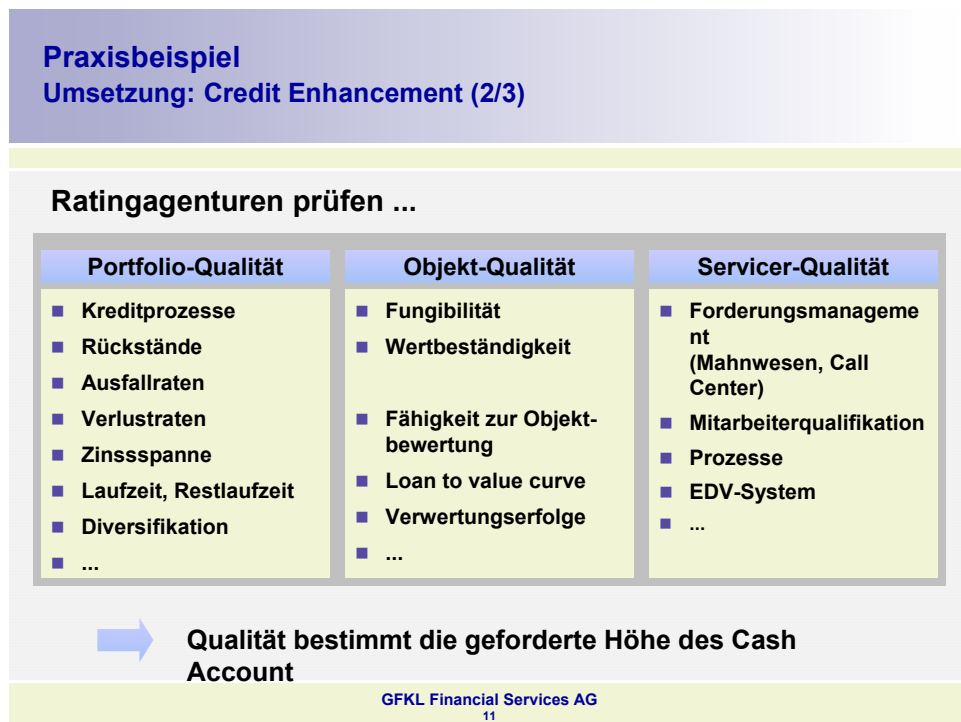 Praxisbeispiel
Umsetzung: Credit Enhancement (2/3)
Ratingagenturen prüfen ...
Portfolio-Qualität
Kreditprozesse
Rückstände
Ausfallraten
Verlustraten
Zinssspanne
Laufzeit, Restlaufzeit
Diversifikation
...
Objekt-Qualität
Fungibilität
Wertbeständigkeit
Fähigkeit zur Objekt-
bewertung
Loan to value curve
Verwertungserfolge
...
Servicer-Qualität
Forderungsmanageme
nt
(Mahnwesen, Call
Center)
Mitarbeiterqualifikation
Prozesse
EDV-System
...
Qualität bestimmt die geforderte Höhe des Cash
Account
GFKL Financial Services AG
11